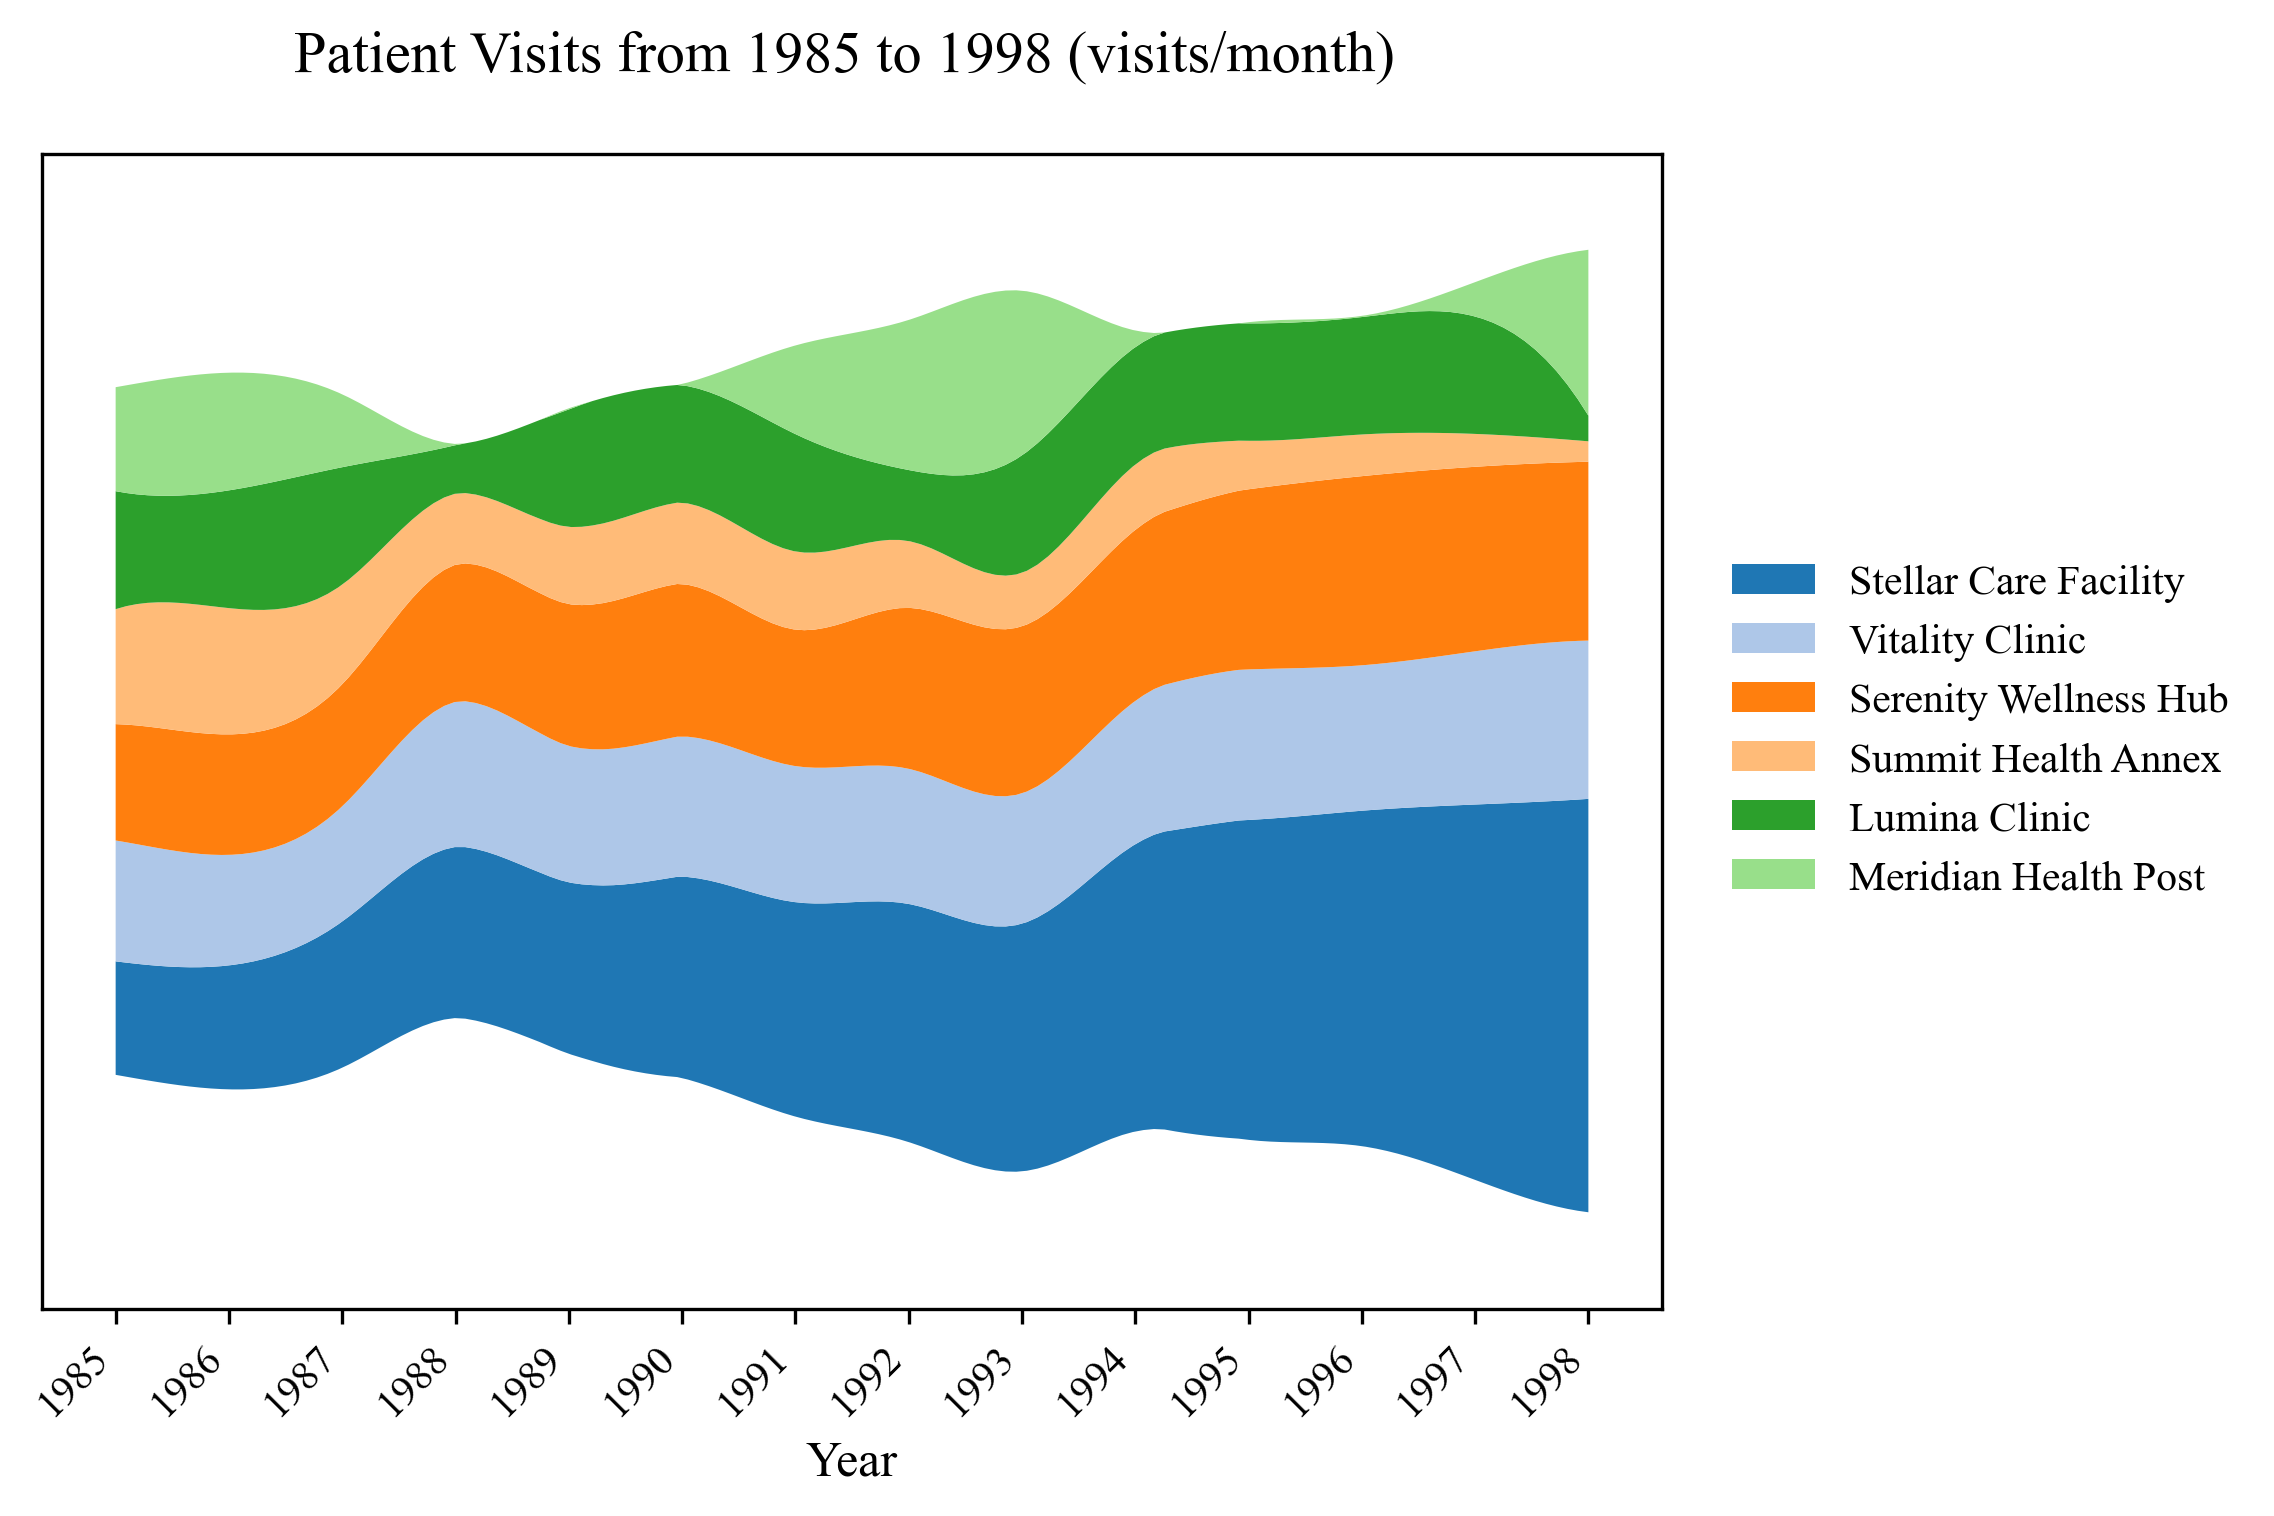 Patient Visits from 1985 to 1998 (visits/month)
Stellar Care Facility
Vitality Clinic
Serenity Wellness Hub
Summit Health Annex
Lumina Clinic
Meridian Health Post
1985
1986
1987
1988
1989
1990
1991
1992
1993
1994
1995
1996
1997
1998
Year